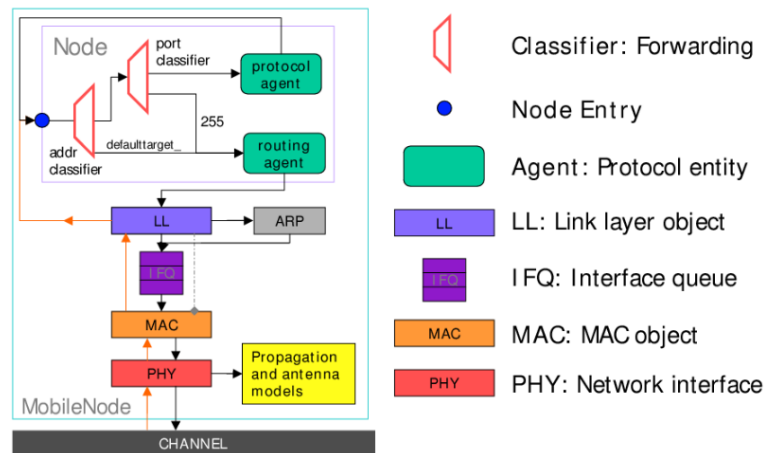 Node
port
classifier
protocol
agent
255
addr
classifier
defaulttarget_
routing
agent
LL
ARP
IFQ
MAC
PHY
Propagation
and antenna
models
MobileNode
CHANNEL
Classifier: Forwarding
Node Entry
Agent: Protocol entity
LL
LL: Link layer object
IFQ
IFQ: Interface queue
MAC
MAC: MAC object
PHY
PHY: Network interface